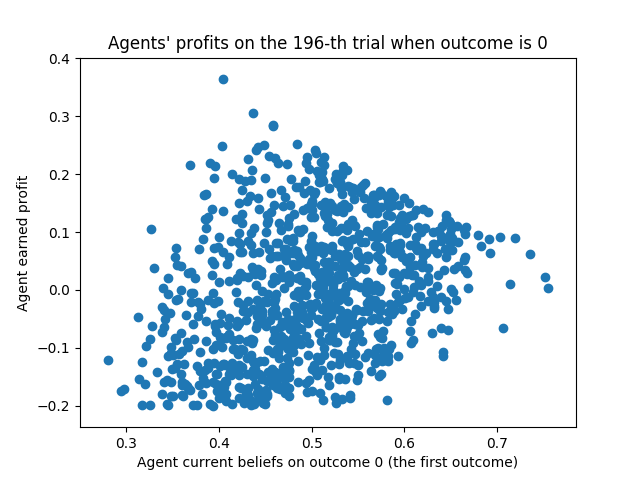 Agents' profits on the 196-th trial when outcome is 0
0.4
0.3
0.2
0.1
0.0
−0.1
−0.2
Agent earned profit
0.3 0.4 0.5 0.6 0.7
Agent current beliefs on outcome 0 (the first outcome)